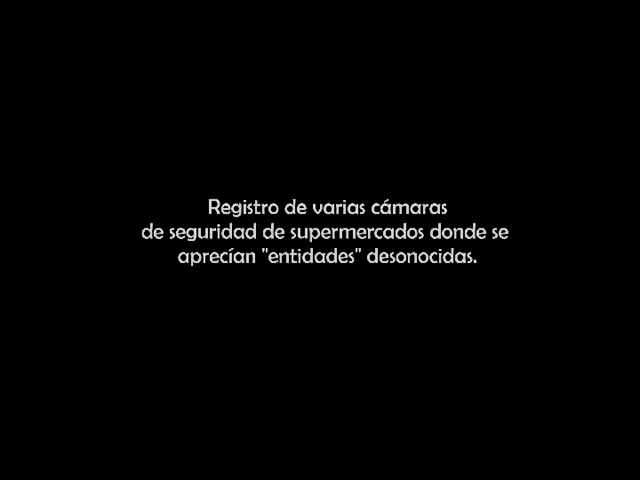 Registro de varias cámaras
de seguridad de supermercados donde se
aprecían "entidades" desonocidas.